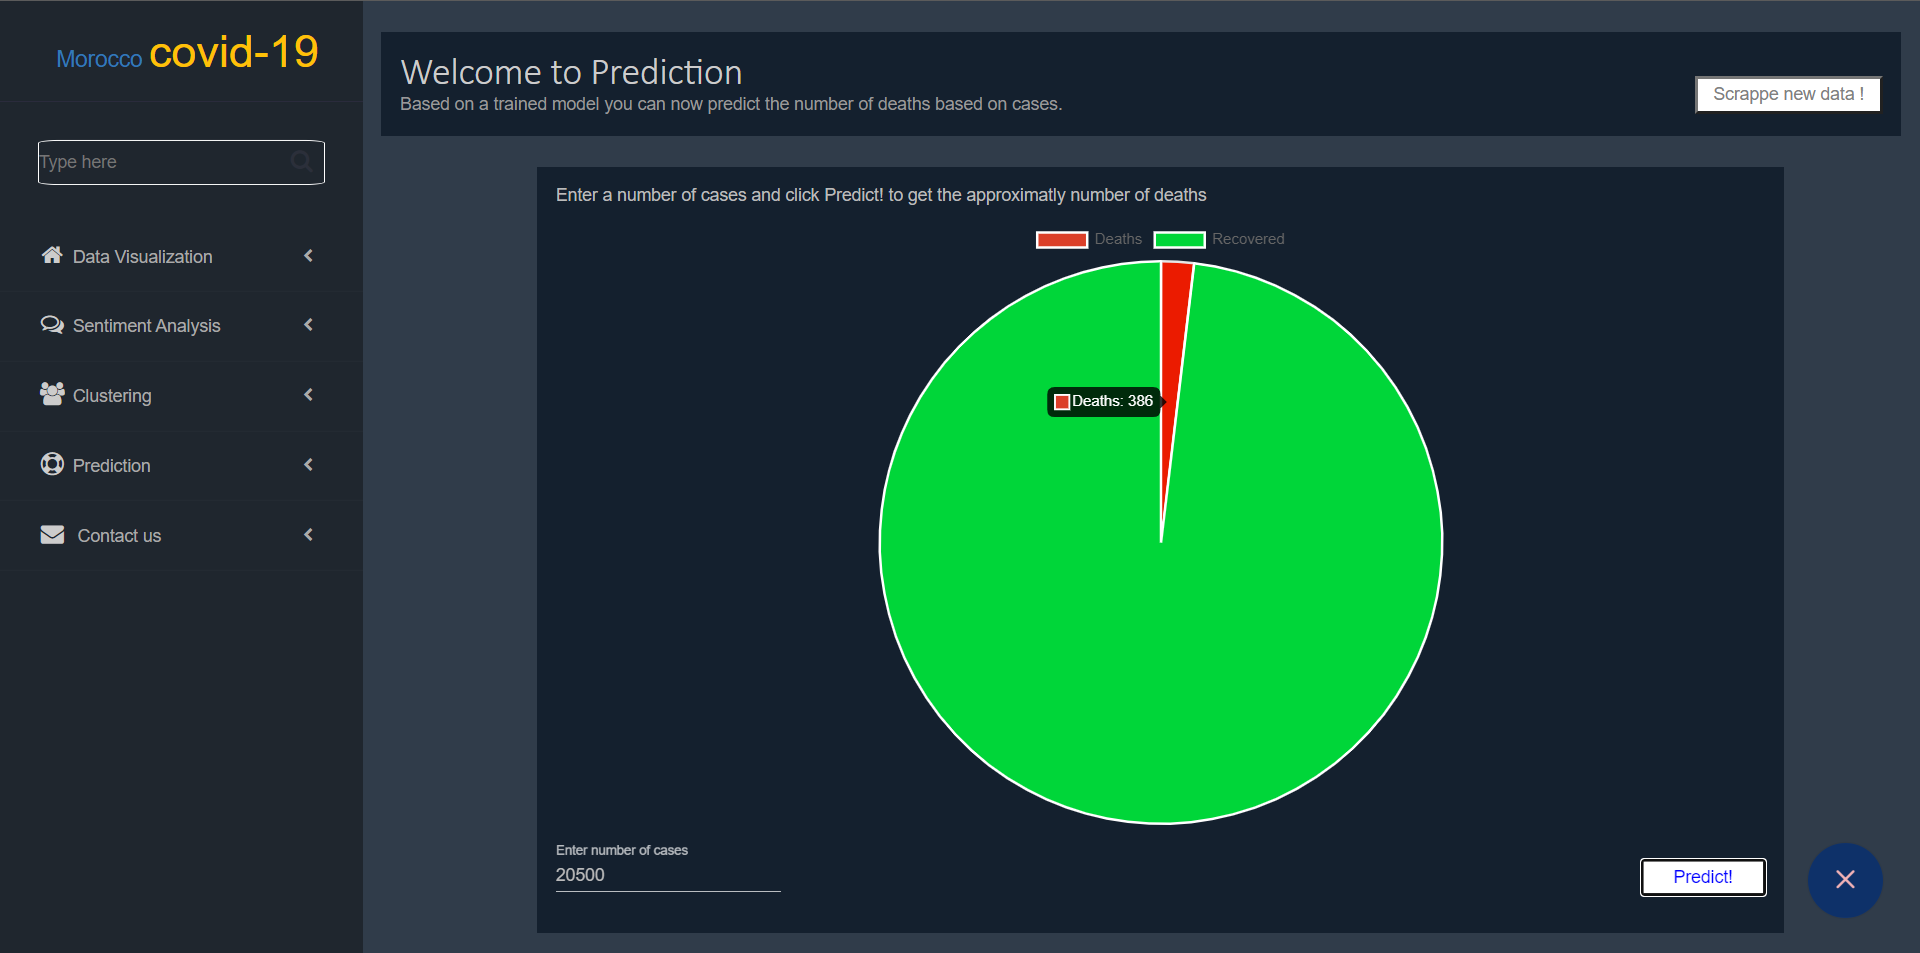 Morocco covid-19
Type here
Data Visualization
Sentiment Analysis
Clustering
Prediction
Contact us
Welcome to Prediction
Based on a trained model you can now predict the number of deaths based on cases.
Scrappe new data !
Enter a number of cases and click Predict! to get the approximatly number of deaths
Deaths Recovered
Deaths: 386
Enter number of cases
20500
Predict!